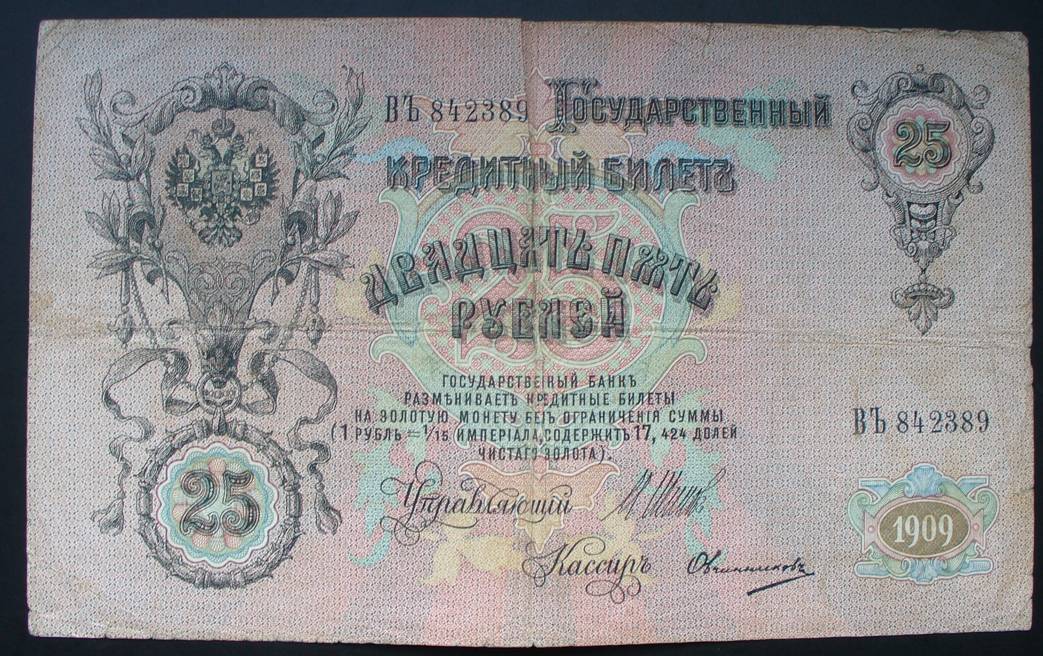 ВЪ 842389 ГОСУДАРСТВЕННЫЙ
25
КРЕДИТНЫЙ БИЛЕТЪ
ДВАДЦАТЬ ПЯТЬ
РУБЛЕЙ
ГОСУДАРСТВЕННЫЙ БАНКЪ
РАЗМѢНИВАЕТЪ КРЕДИТНЫЕ БИЛЕТЫ
НА ЗОЛОТУЮ МОНЕТУ БЕЗЪ ОГРАНИЧЕНІЯ СУММЫ
(1 РУБЛЬ = 1/15 ИМПЕРІАЛА, СОДЕРЖИТЪ 17,424 ДОЛЕЙ
ЧИСТАГО ЗОЛОТА).
ВЪ 842389
25
25
Управляющій
1909
Кассиръ Овчинниковъ